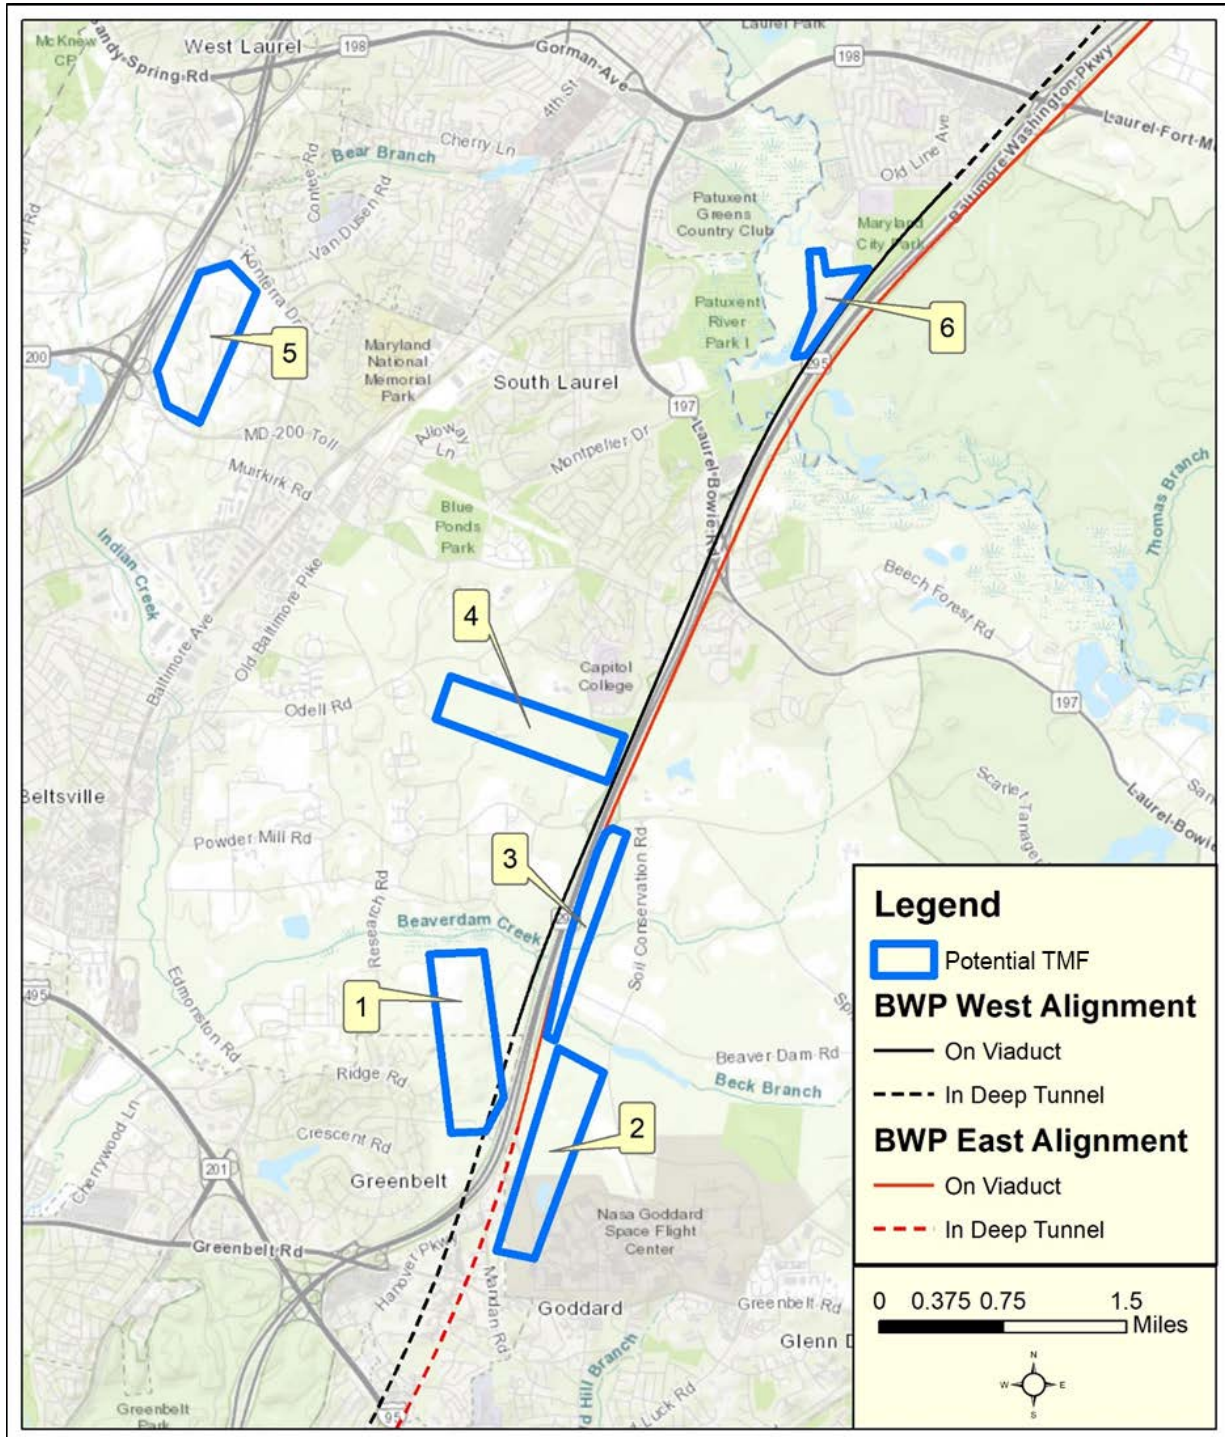 Laurel Park
McKnew
CP
Sandy-Spring-Rd
West Laurel
198
Gorman-Ave
198
4th St
Laurel-Fort-M
Baltimore-Washington-Pkwy
Cherry Ln
Bear Branch
Contee Rd
Van Dusen Rd
Old Line Ave
Patuxent
Greens
Country Club
Maryland
City Park
Konterra Dr
Patuxent
River
Park I
6
5
200
Maryland
National
Memorial
Park
South Laurel
295
197
MD-200-Toll
Alloway
Ln
Montpelier Dr
Laurel-Bowie-Rd
Muirkirk Rd
Thomas Branch
Blue
Ponds
Park
Indian Creek
Beech Forest Rd
Old Baltimore Pike
Baltimore Ave
4
Capitol
College
Odell Rd
197
Scarlet Tanager
Beltsville
Laurel-Bowie
San
Powder Mill Rd
3
Soil Conservation Rd
Research Rd
Beaverdam Creek
29
495
Edmonston Rd
1
Ridge Rd
Beaver Dam Rd
Beck Branch
Cherrywood Ln
Crescent Rd
2
201
Greenbelt
Nasa Goddard
Space Flight
Center
Greenbelt Rd
Hanover Pkwy
Mandan Rd
Goddard
Greenbelt-Rd
Glenn D
d Hill Branch
d Luck Rd
Greenbelt
Park
95
Legend
Potential TMF
BWP West Alignment
On Viaduct
In Deep Tunnel
BWP East Alignment
On Viaduct
In Deep Tunnel
0 0.375 0.75 1.5
Miles
N
W E
S